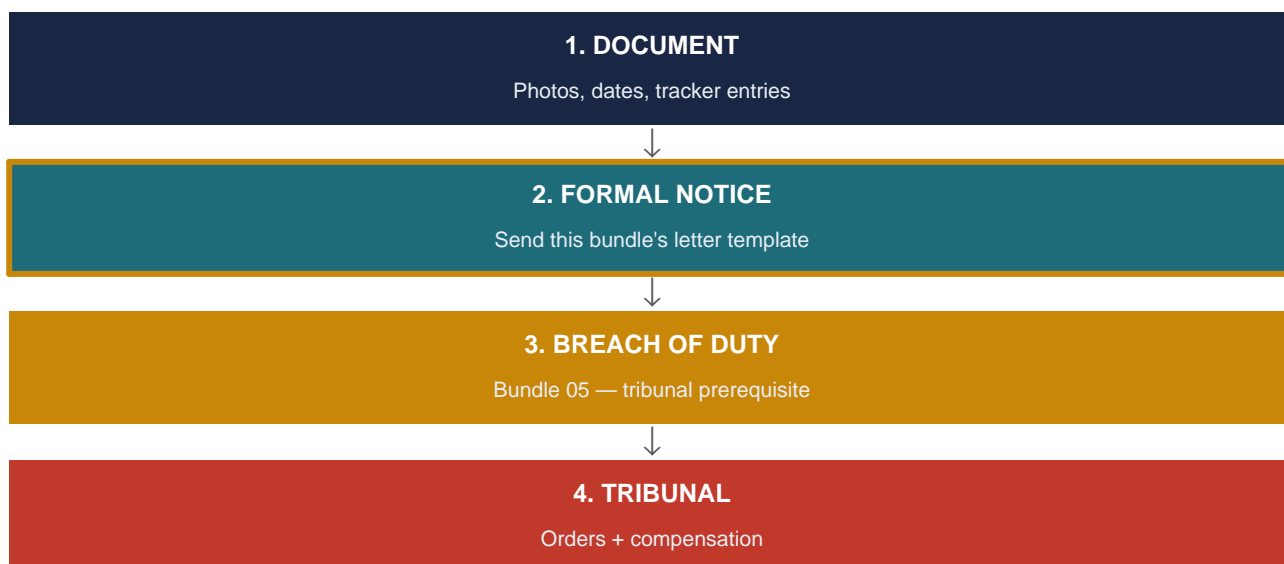 1. DOCUMENT
Photos, dates, tracker entries
2. FORMAL NOTICE
Send this bundle's letter template
3. BREACH OF DUTY
Bundle 05 — tribunal prerequisite
4. TRIBUNAL
Orders + compensation